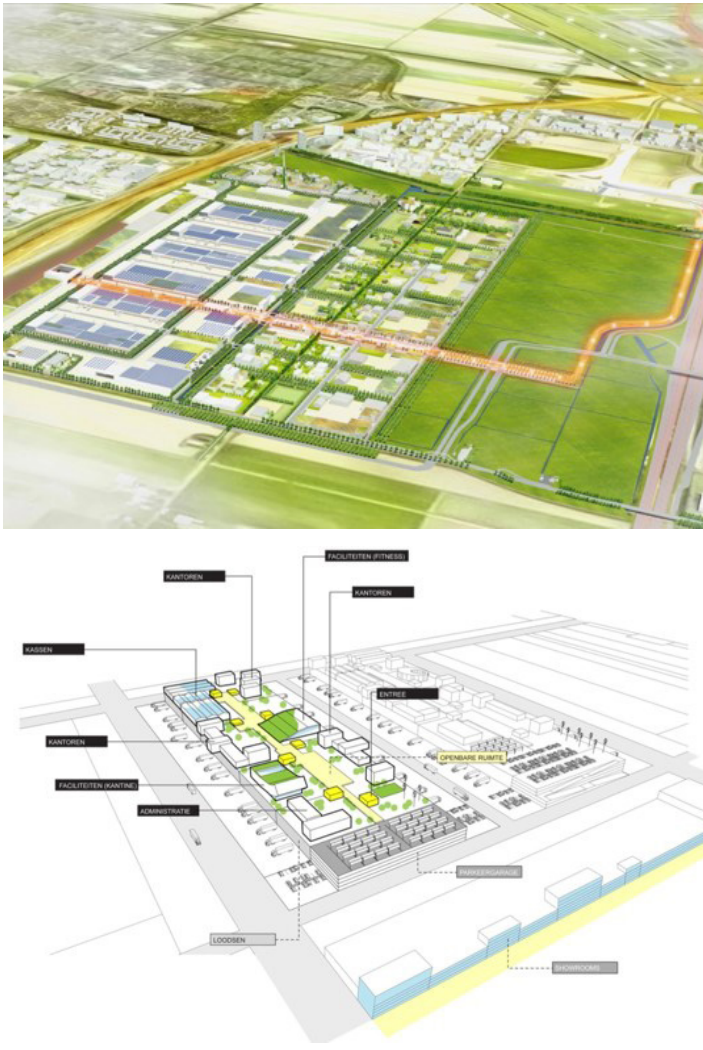 FACILITEITEN (FITNESS)
KANTOREN
KANTOREN
KASSEN
ENTREE
KANTOREN
OPENBARE RUIMTE
FACILITEITEN (KANTINE)
ADMINISTRATIE
PARKEERGARAGE
LOODSEN
SHOWROOMS